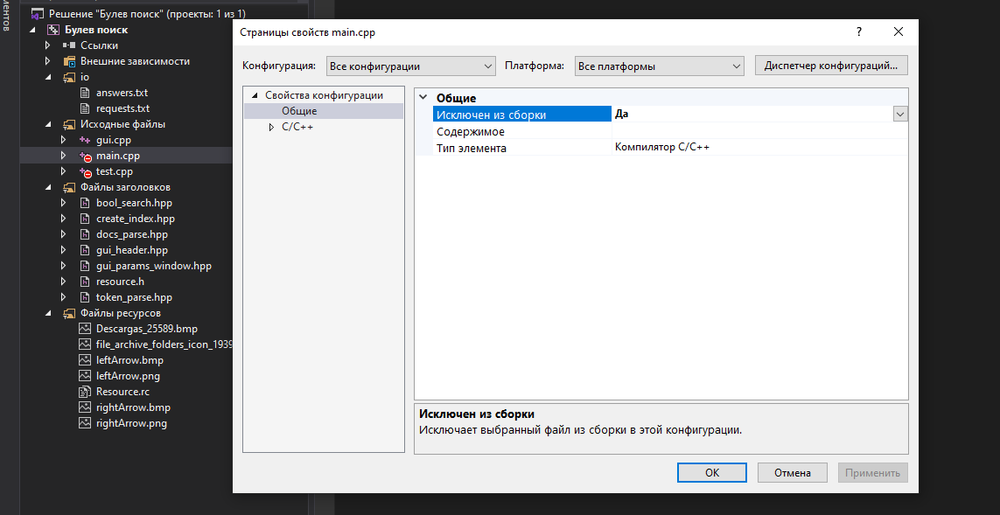 ментов
Решение "Булев поиск" (проекты: 1 из 1)
Булев поиск
Ссылки
Внешние зависимости
io
answers.txt
requests.txt
Исходные файлы
gui.cpp
main.cpp
test.cpp
Файлы заголовков
bool_search.hpp
create_index.hpp
docs_parse.hpp
gui_header.hpp
gui_params_window.hpp
resource.h
token_parse.hpp
Файлы ресурсов
Descargas_25589.bmp
file_archive_folders_icon_1939
leftArrow.bmp
leftArrow.png
Resource.rc
rightArrow.bmp
rightArrow.png
Страницы свойств main.cpp
?
Конфигурация: Все конфигурации Платформа: Все платформы Диспетчер конфигураций...
Свойства конфигурации
Общие
C/C++
Общие
Исключен из сборки Да
Содержимое
Тип элемента Компилятор C/C++
Исключен из сборки
Исключает выбранный файл из сборки в этой конфигурации.
ОК Отмена Применить